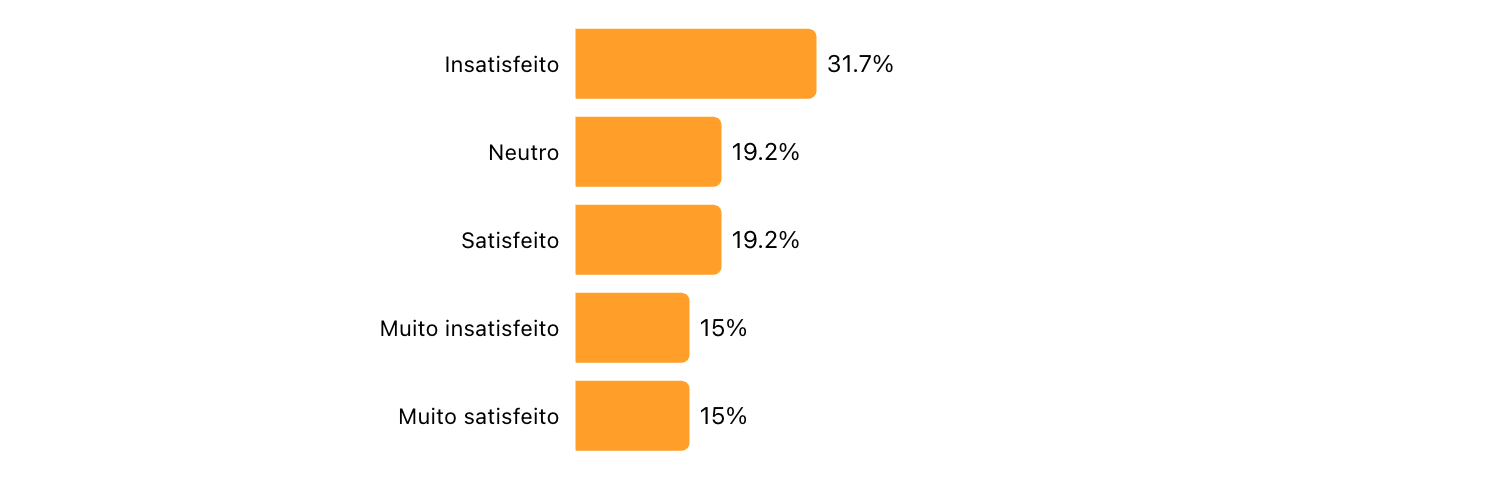 Insatisfeito 31.7%
Neutro 19.2%
Satisfeito 19.2%
Muito insatisfeito 15%
Muito satisfeito 15%